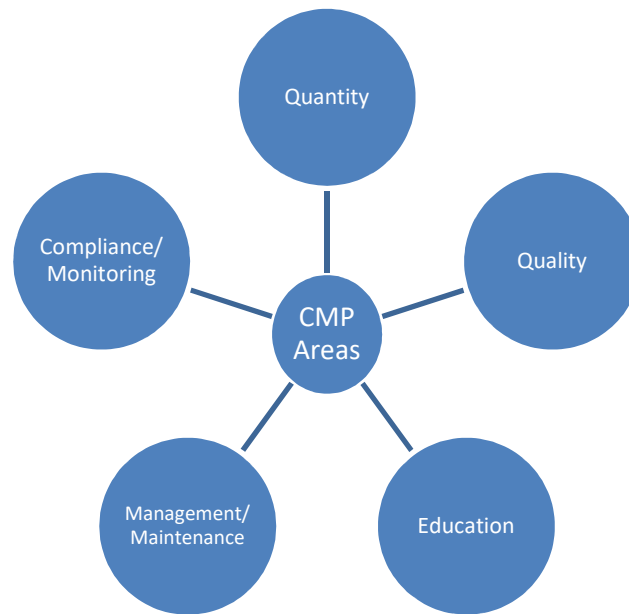 Quantity
Compliance/
Monitoring
Quality
CMP
Areas
Management/
Maintenance
Education